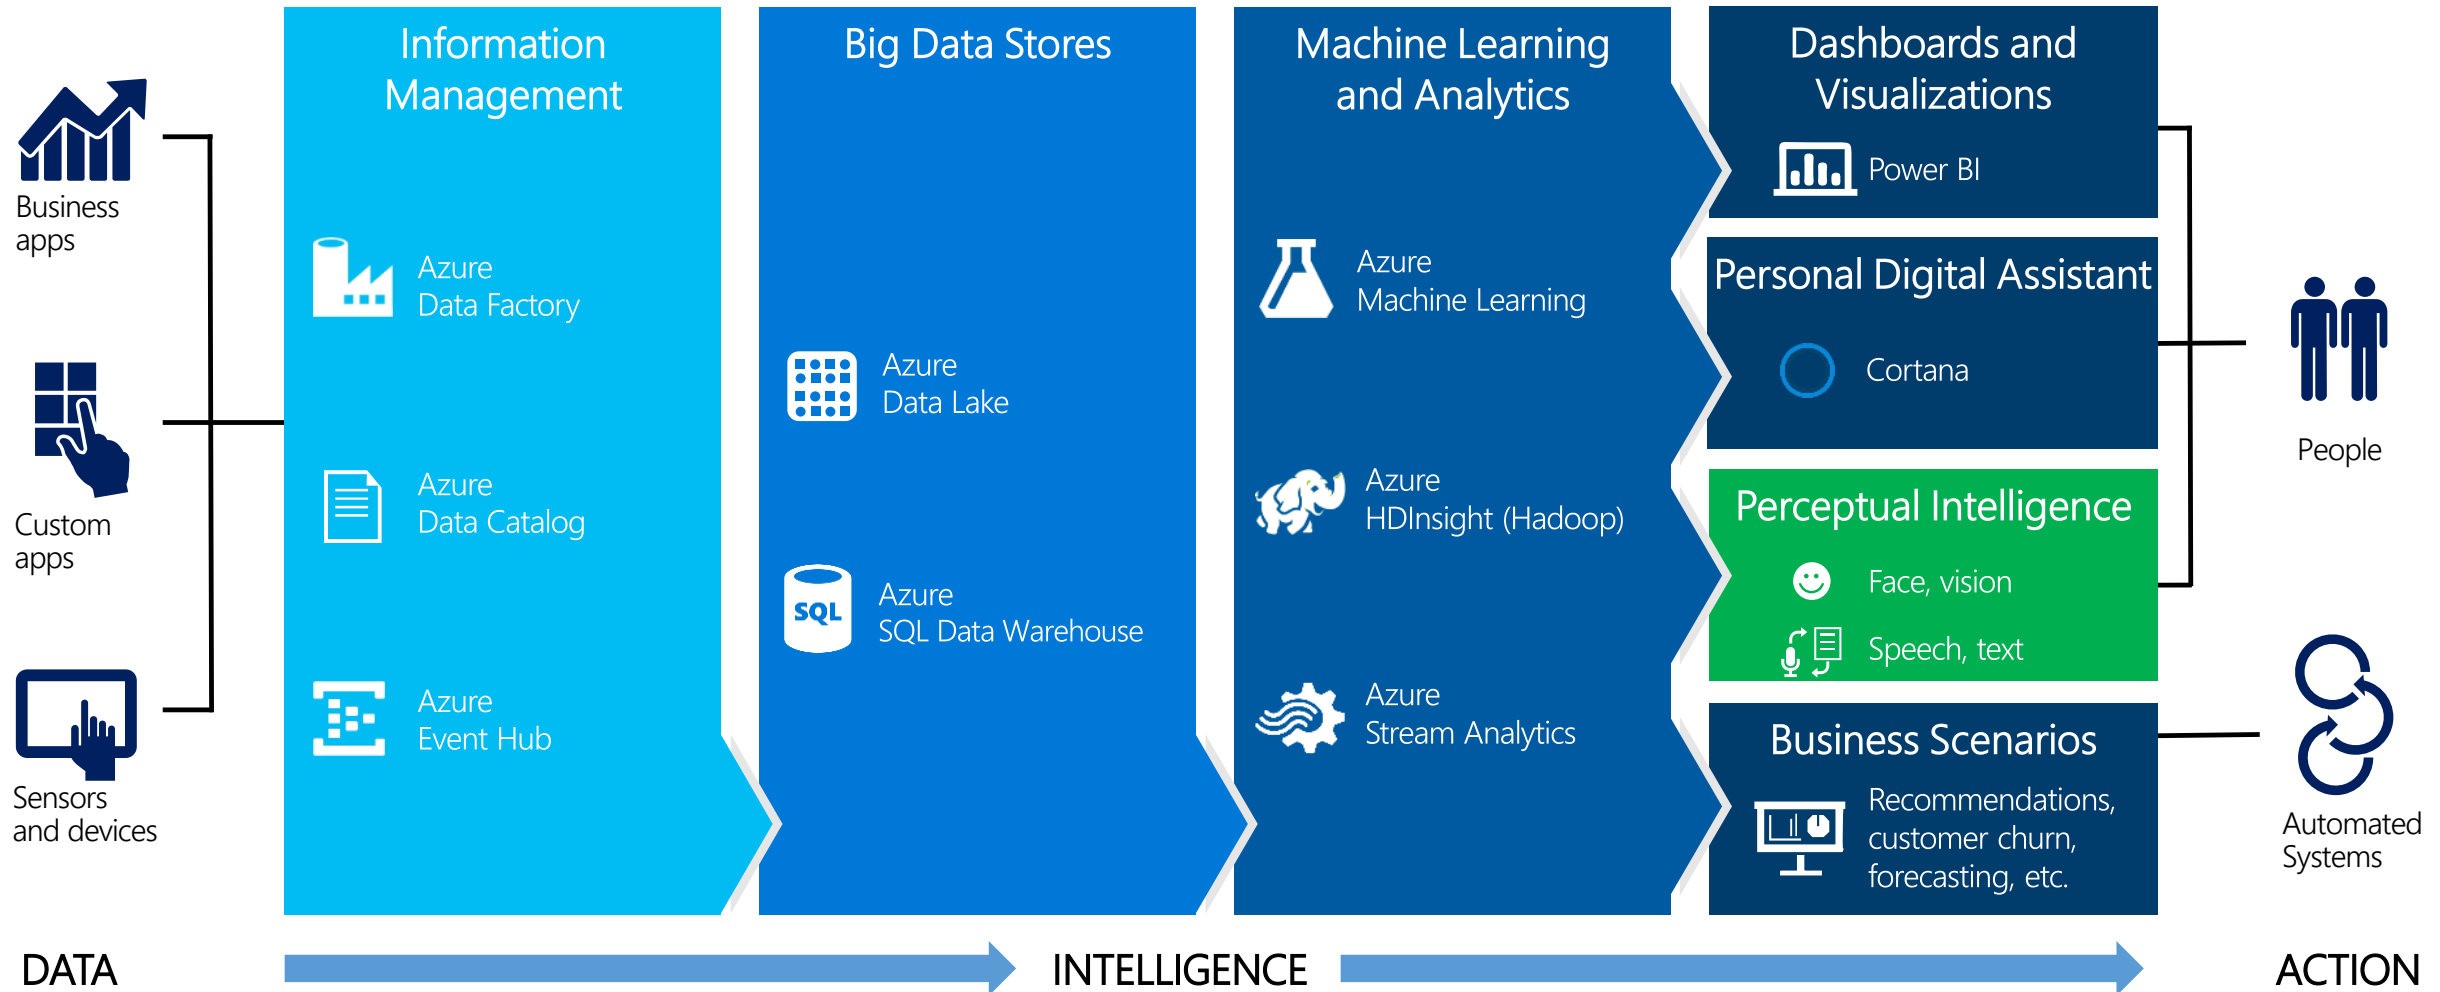 Business
apps
Custom
apps
Sensors
and devices
Information
Management
Azure
Data Factory
Azure
Data Catalog
Azure
Event Hub
Big Data Stores
Azure
Data Lake
SQL
Azure
SQL Data Warehouse
Machine Learning
and Analytics
Azure
Machine Learning
Azure
HDInsight (Hadoop)
Azure
Stream Analytics
Dashboards and
Visualizations
Power BI
Personal Digital Assistant
Cortana
Perceptual Intelligence
Face, vision
Speech, text
Business Scenarios
Recommendations,
customer churn,
forecasting, etc.
People
Automated
Systems
DATA
INTELLIGENCE
ACTION